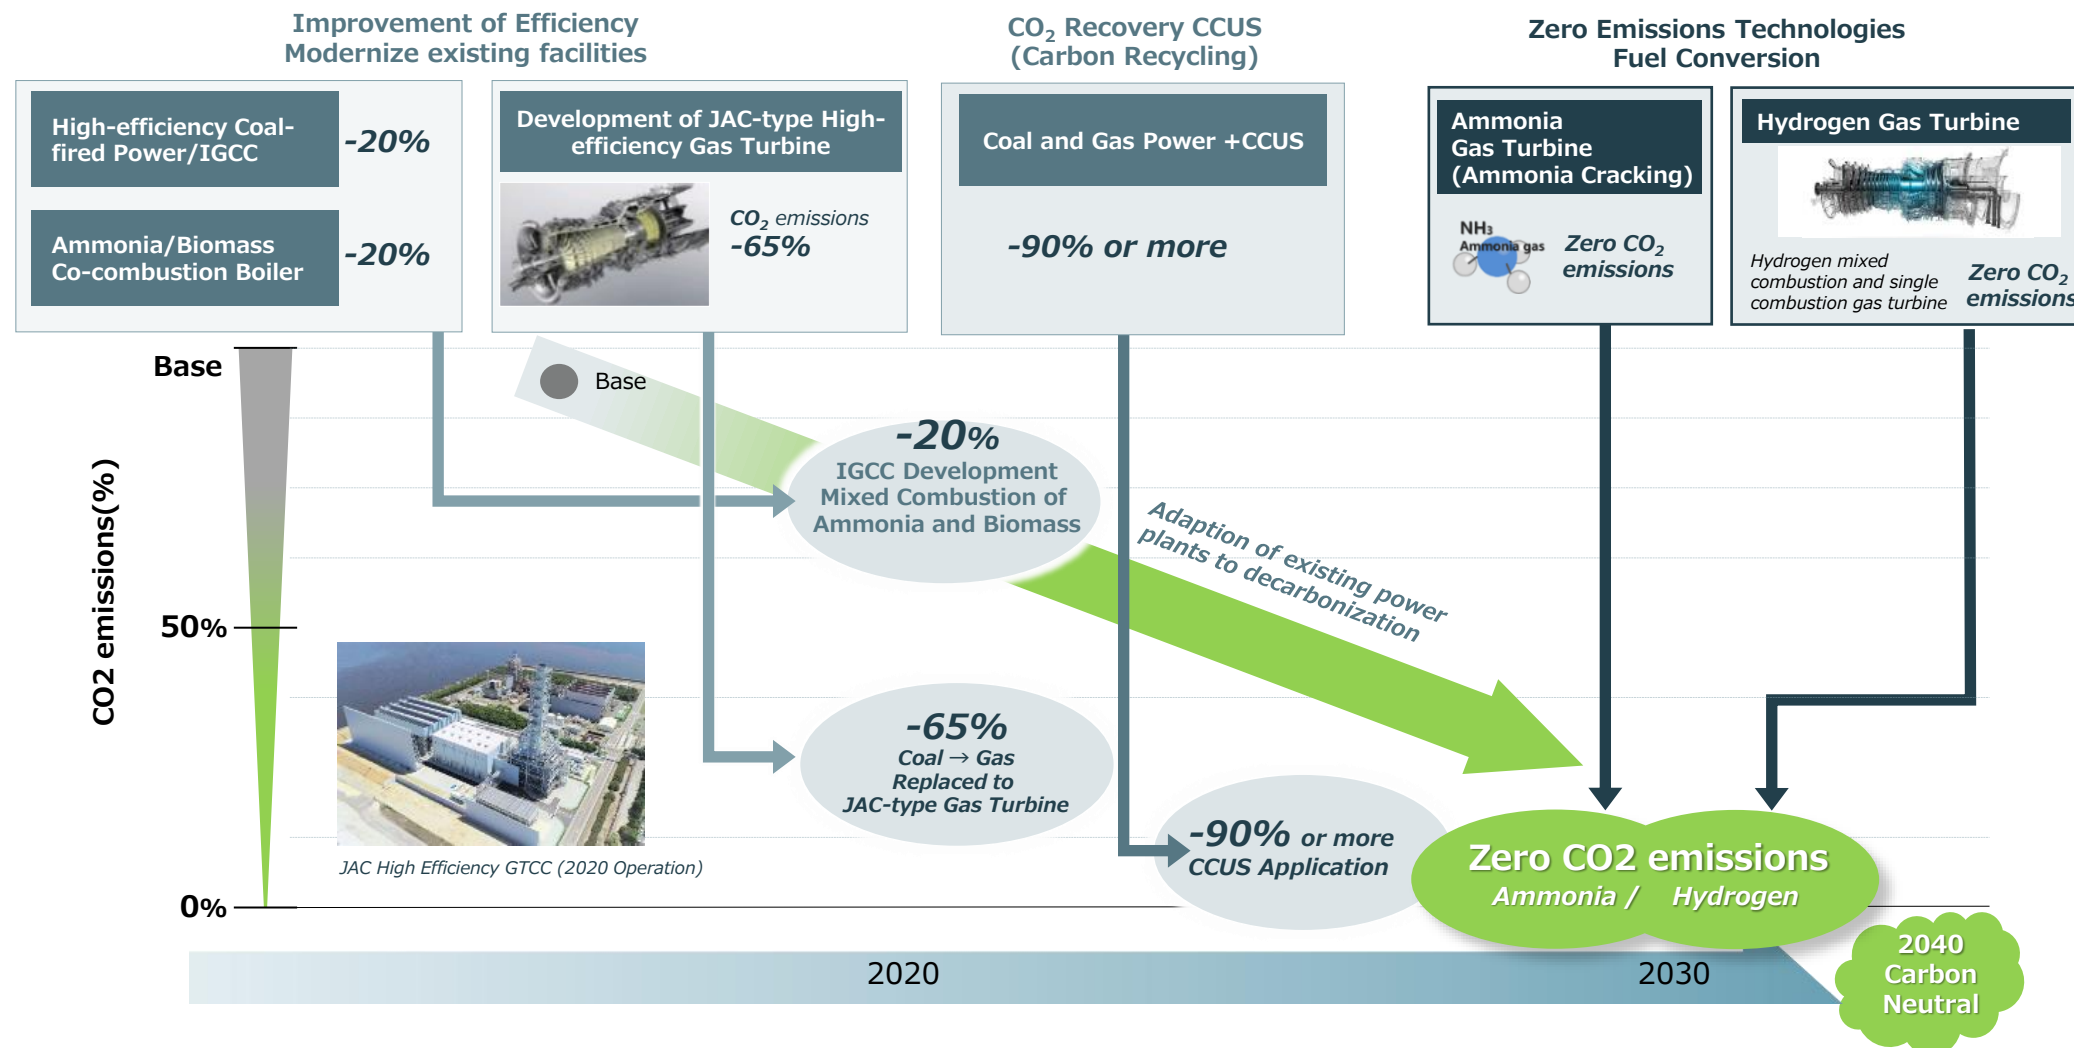 Improvement of Efficiency
Modernize existing facilities
High-efficiency Coal-
fired Power/IGCC
-20%
Ammonia/Biomass
Co-combustion Boiler
-20%
Development of JAC-type High-
efficiency Gas Turbine
CO₂ emissions
-65%
CO₂ Recovery CCUS
(Carbon Recycling)
Coal and Gas Power +CCUS
-90% or more
Zero Emissions Technologies
Fuel Conversion
Ammonia
Gas Turbine
(Ammonia Cracking)
NH₃
Ammonia gas
Zero CO₂
emissions
Hydrogen Gas Turbine
Hydrogen mixed
combustion and single
combustion gas turbine
Zero CO₂
emissions
CO2 emissions(%)
Base
50%
0%
Base
-20%
IGCC Development
Mixed Combustion of
Ammonia and Biomass
Adaption of existing power
plants to decarbonization
JAC High Efficiency GTCC (2020 Operation)
-65%
Coal → Gas
Replaced to
JAC-type Gas Turbine
-90% or more
CCUS Application
Zero CO2 emissions
Ammonia / Hydrogen
2020
2030
2040
Carbon
Neutral